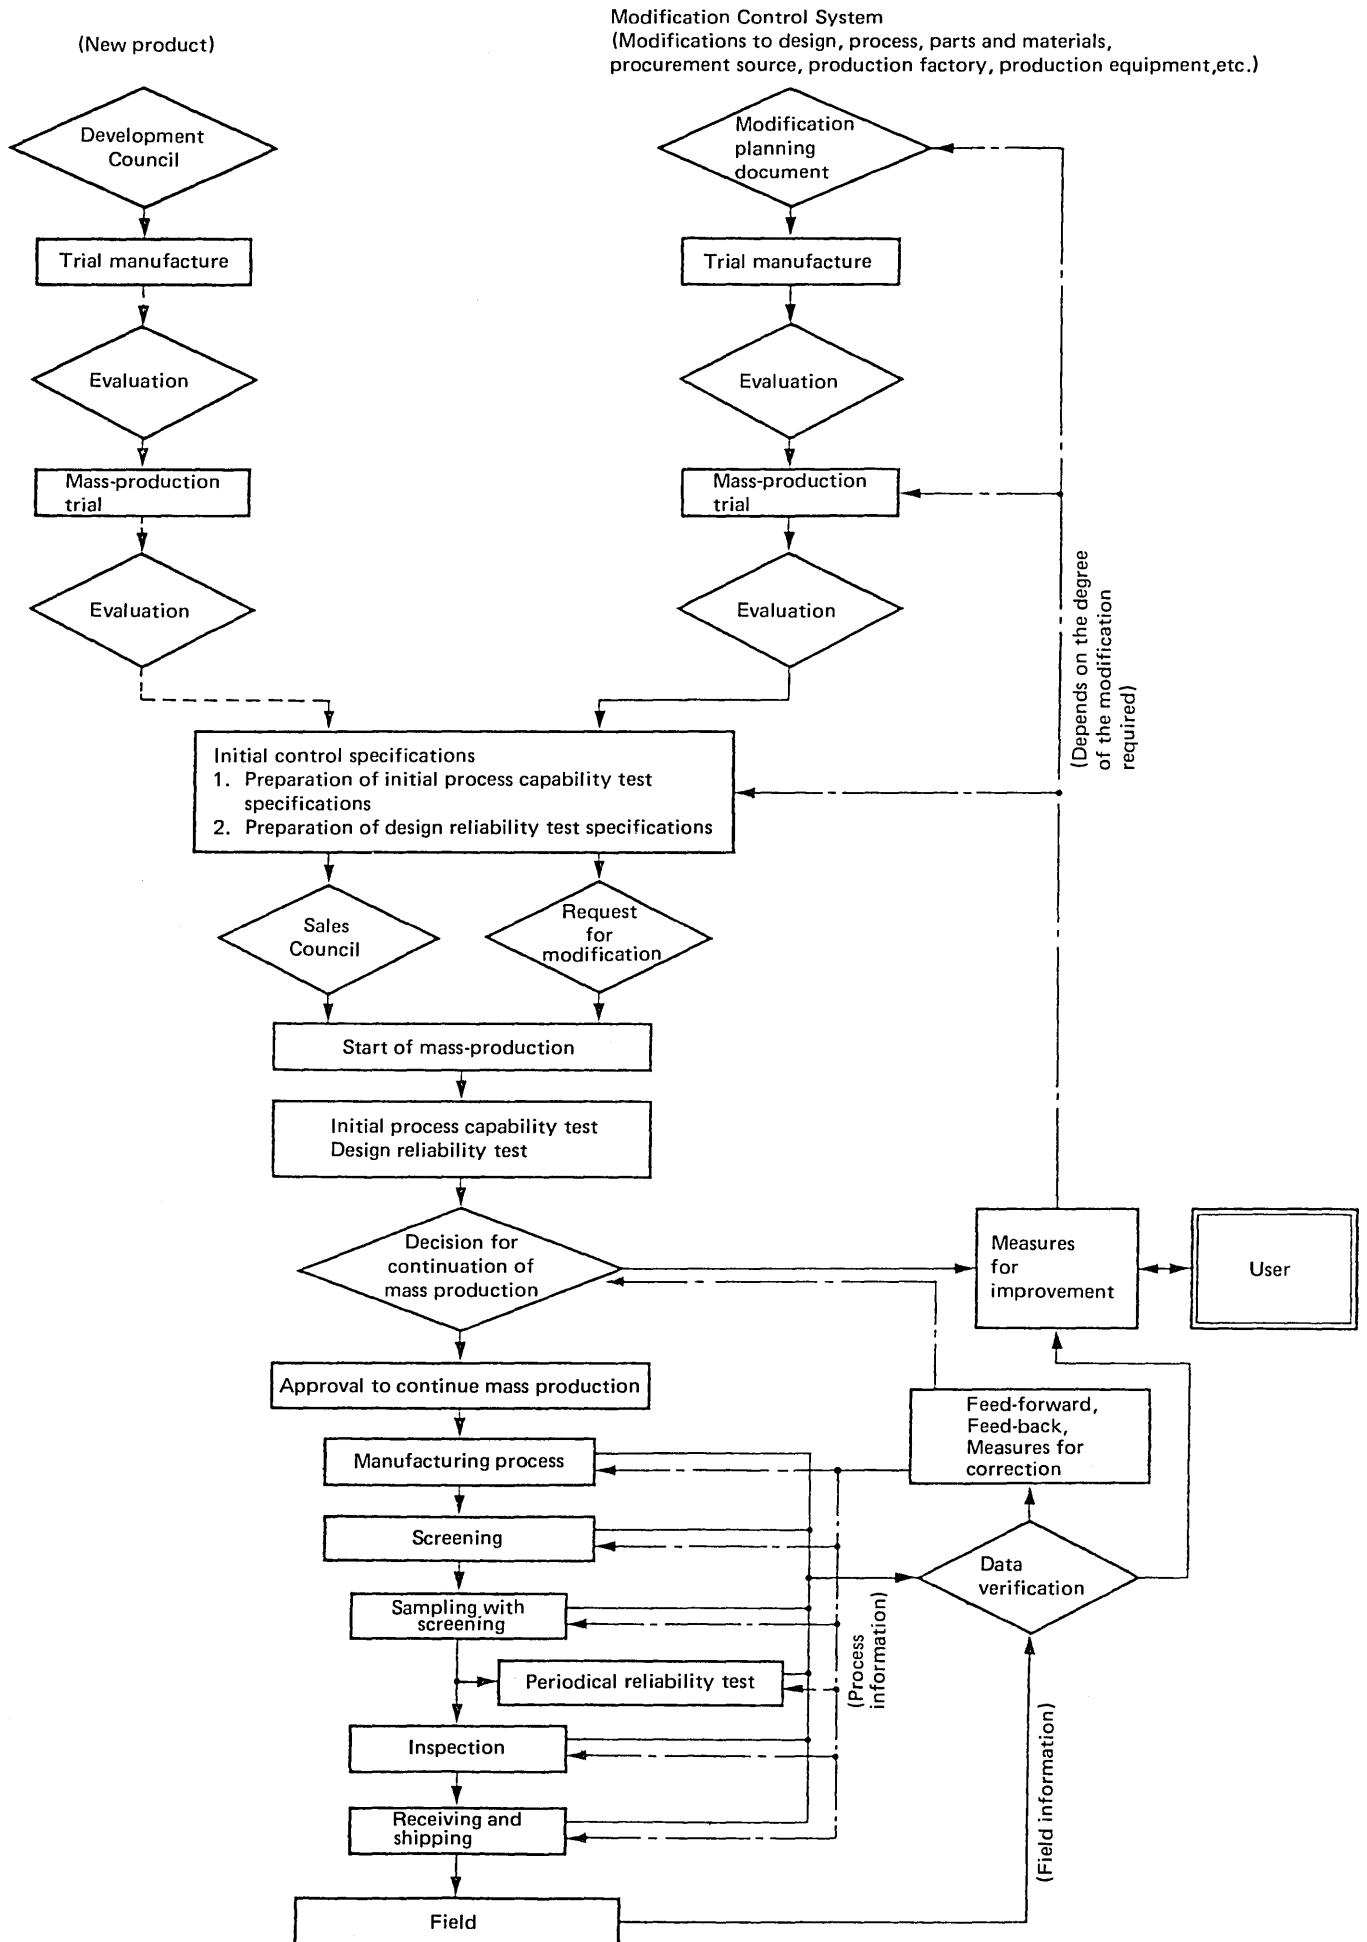 (New product)
Modification Control System
(Modifications to design, process, parts and materials,
procurement source, production factory, production equipment,etc.)
Development
Council
Modification
planning
document
Trial manufacture
Trial manufacture
Evaluation
Evaluation
Mass-production
trial
Mass-production
trial
Evaluation
Evaluation
(Depends on the degree
of the modification
required)
Initial control specifications
1. Preparation of initial process capability test
specifications
2. Preparation of design reliability test specifications
Sales
Council
Request
for
modification
Start of mass-production
Initial process capability test
Design reliability test
Decision for
continuation of
mass production
Measures
for
improvement
User
Approval to continue mass production
Feed-forward,
Feed-back,
Measures for
correction
Manufacturing process
Screening
Data
verification
Sampling with
screening
(Process
information)
Periodical reliability test
Inspection
(Field information)
Receiving and
shipping
Field